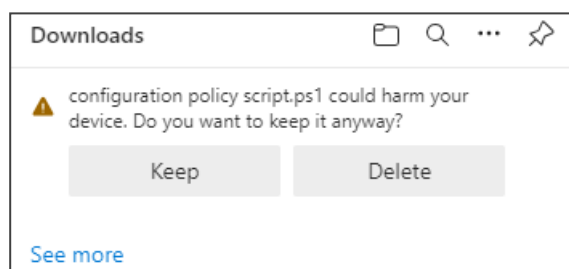 Downloads
configuration policy script.ps1 could harm your
device. Do you want to keep it anyway?
Keep Delete
See more